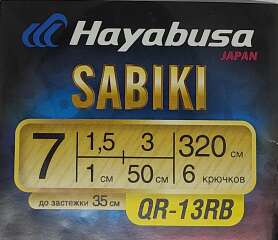 Hayabusa
JAPAN
SABIKI
7 1,5 3 320 см
1 см 50 см 6 крючков
до застежки 35 см
QR-13RB